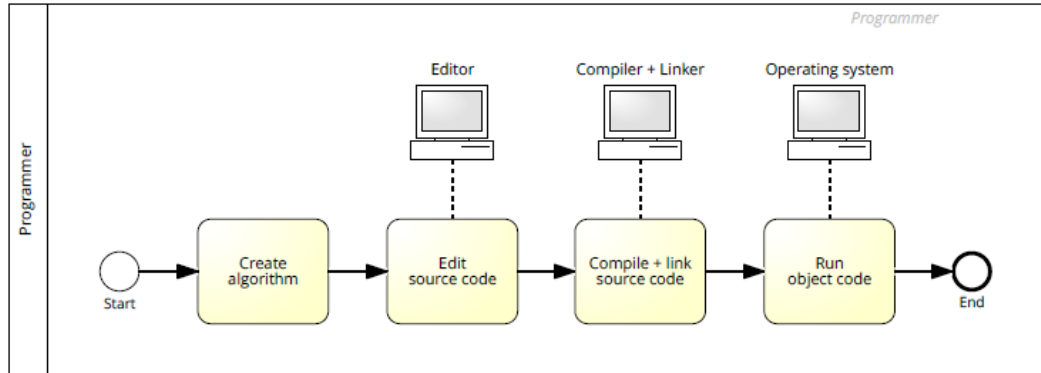 Programmer
Programmer
Editor
Compiler + Linker
Operating system
Start
Create
algorithm
Edit
source code
Compile + link
source code
Run
object code
End